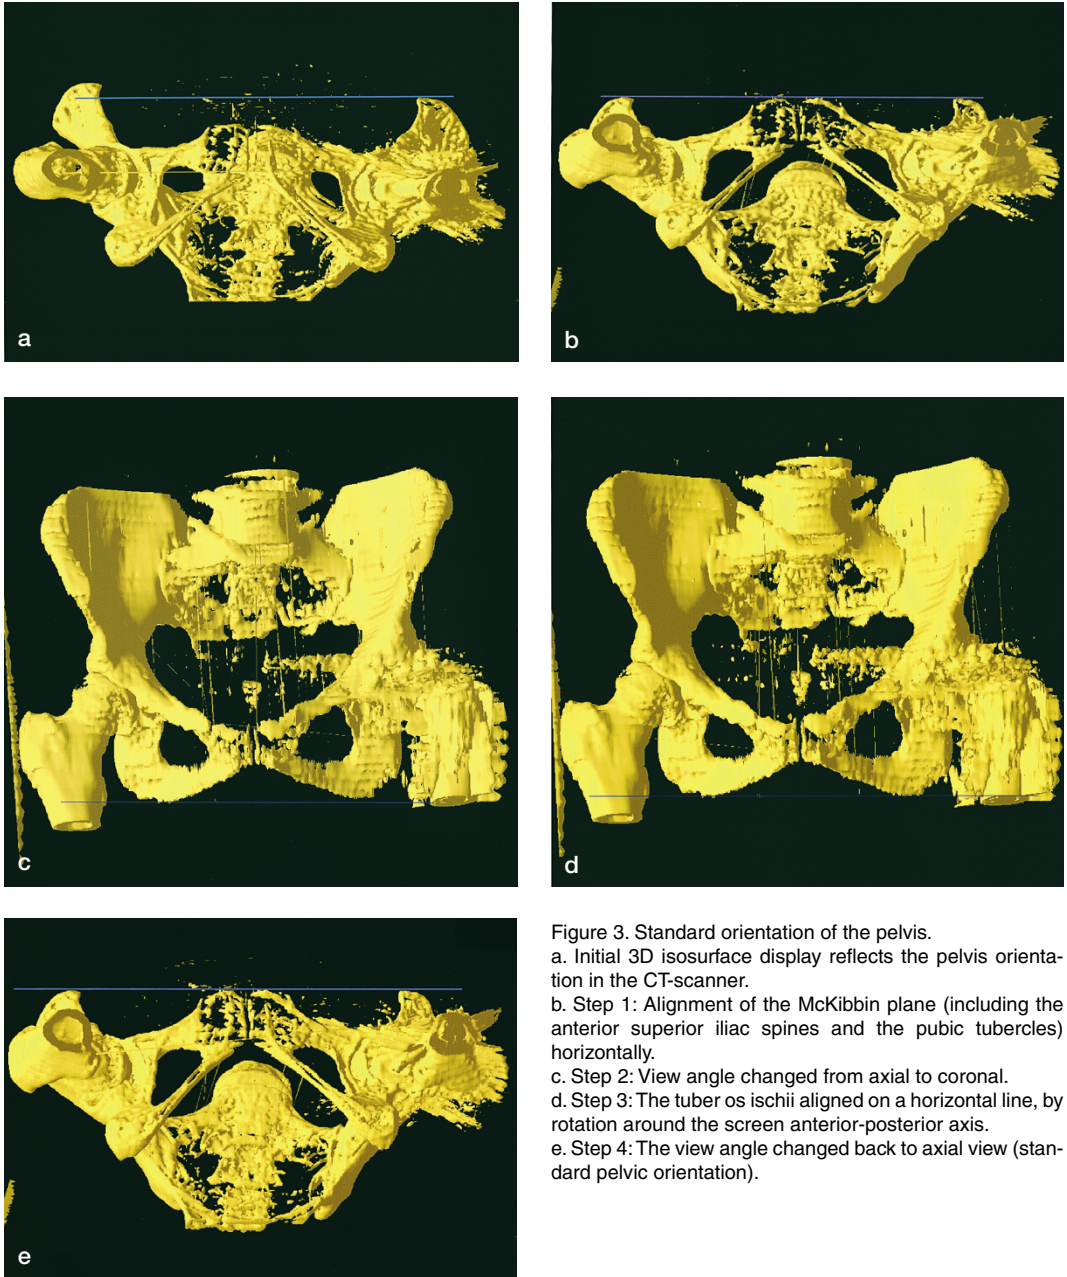 a
b
c
d
e
Figure 3. Standard orientation of the pelvis.
a. Initial 3D isosurface display reflects the pelvis orienta-
tion in the CT-scanner.
b. Step 1: Alignment of the McKibbin plane (including the
anterior superior iliac spines and the pubic tubercles)
horizontally.
c. Step 2: View angle changed from axial to coronal.
d. Step 3: The tuber os ischii aligned on a horizontal line, by
rotation around the screen anterior-posterior axis.
e. Step 4: The view angle changed back to axial view (stan-
dard pelvic orientation).